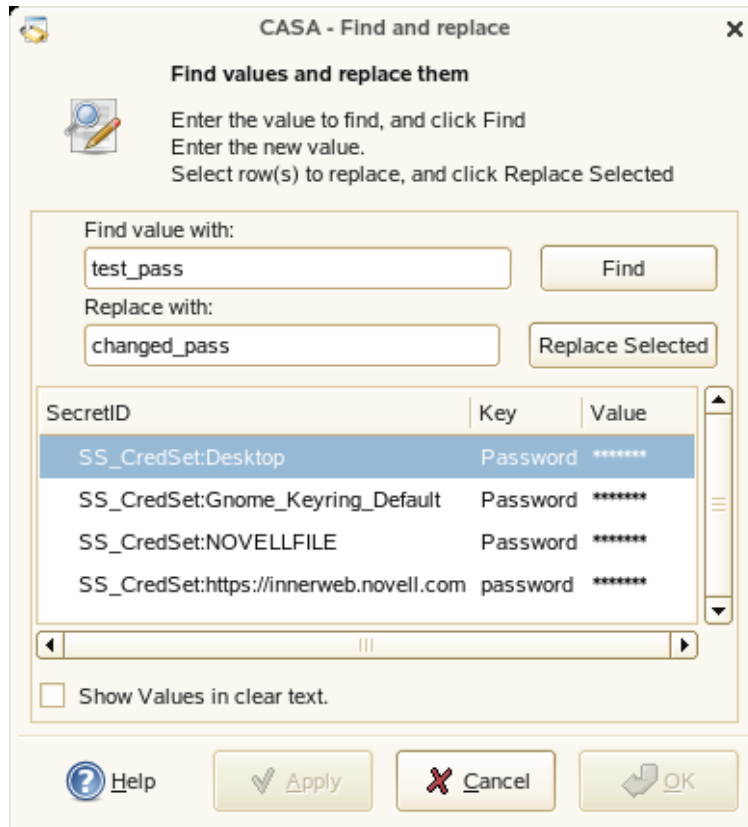 CASA - Find and replace
Find values and replace them
Enter the value to find, and click Find
Enter the new value.
Select row(s) to replace, and click Replace Selected
Find value with:
test_pass Find
Replace with:
changed_pass Replace Selected
SecretID Key Value
SS_CredSet:Desktop Password *******
SS_CredSet:Gnome_Keyring_Default Password *******
SS_CredSet:NOVELLFILE Password *******
SS_CredSet:https://innerweb.novell.com password *******
Show Values in clear text.
Help Apply Cancel OK